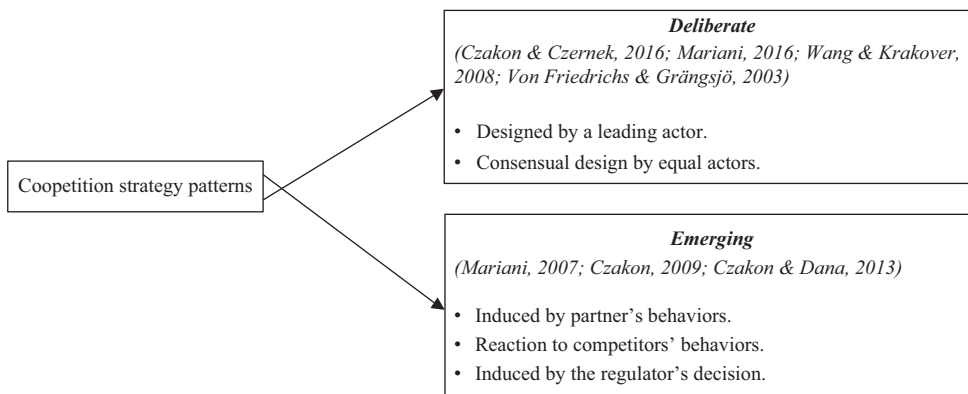 Deliberate
(Czakon & Czernek, 2016; Mariani, 2016; Wang & Krakover,
2008; Von Friedrichs & Grängsjö, 2003)
• Designed by a leading actor.
• Consensual design by equal actors.
Coopetition strategy patterns
Emerging
(Mariani, 2007; Czakon, 2009; Czakon & Dana, 2013)
• Induced by partner’s behaviors.
• Reaction to competitors’ behaviors.
• Induced by the regulator’s decision.